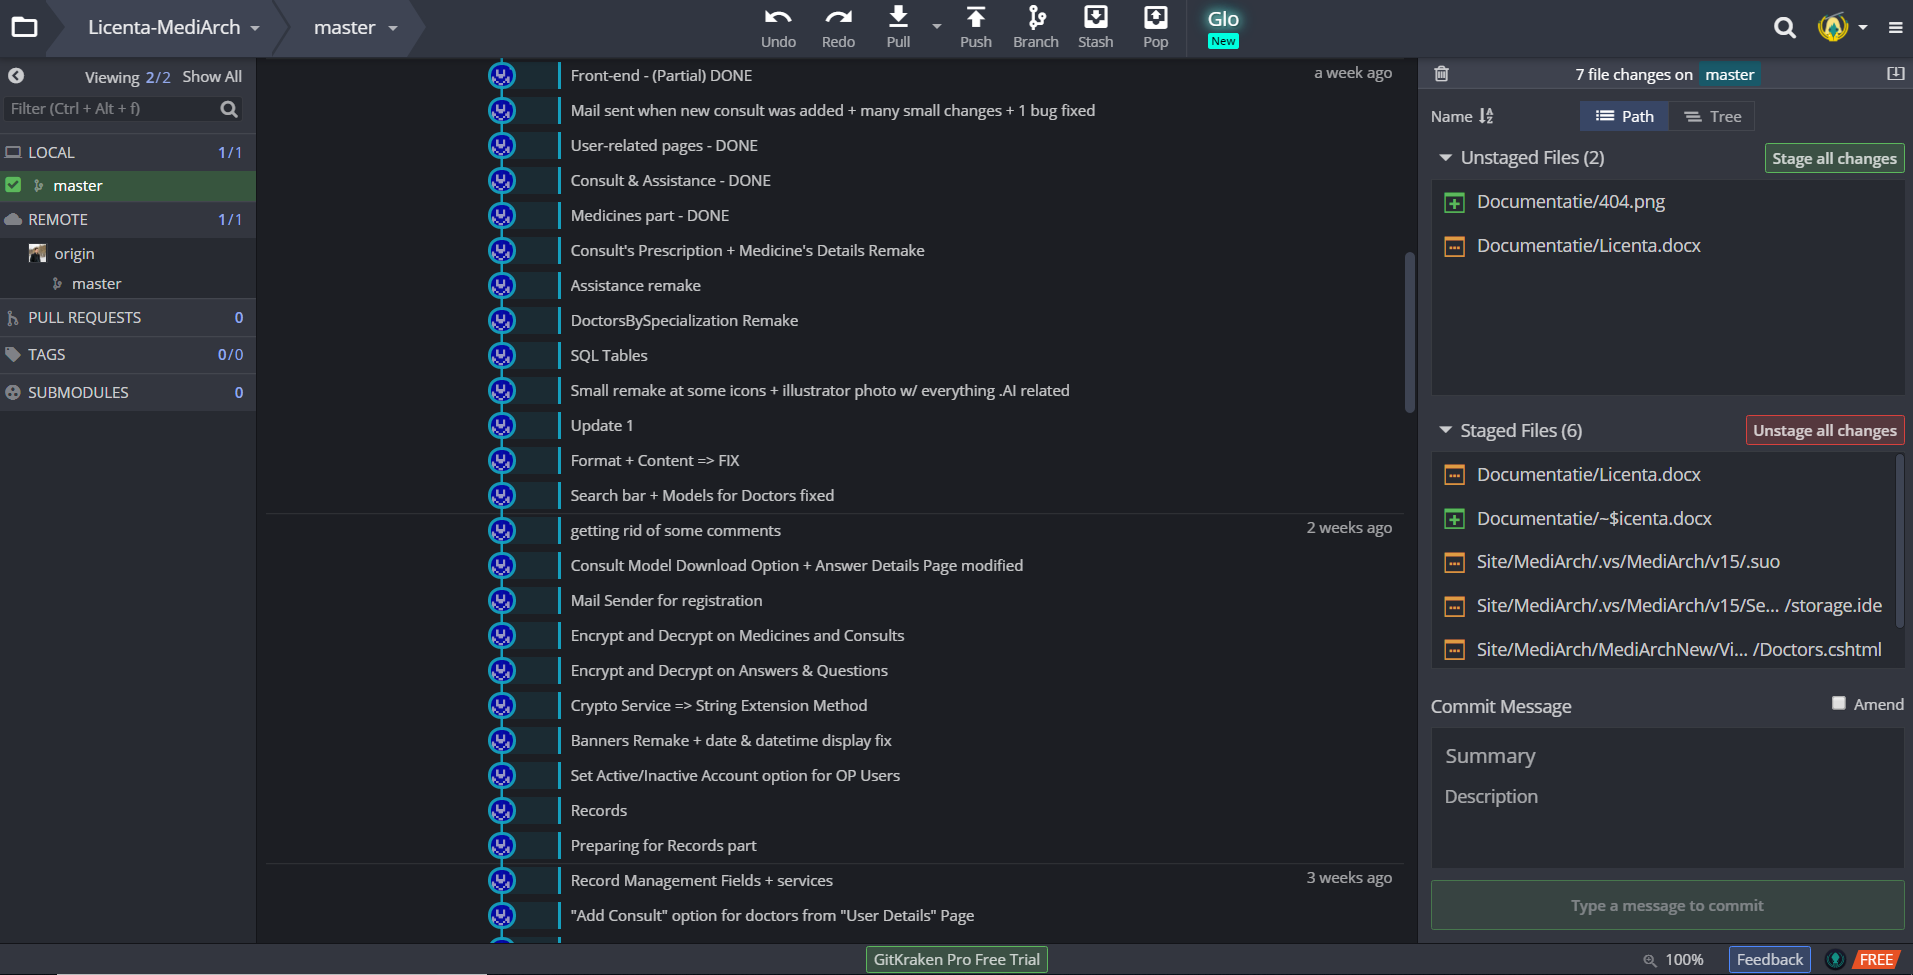 Licenta-MediArch
master
Undo
Redo
Pull
Push
Branch
Stash
Pop
Glo
New
Viewing 2/2 Show All
Filter (Ctrl + Alt + f)
LOCAL 1/1
master
REMOTE 1/1
origin
master
PULL REQUESTS 0
TAGS 0/0
SUBMODULES 0
Front-end - (Partial) DONE a week ago
Mail sent when new consult was added + many small changes + 1 bug fixed
User-related pages - DONE
Consult & Assistance - DONE
Medicines part - DONE
Consult's Prescription + Medicine's Details Remake
Assistance remake
DoctorsBySpecialization Remake
SQL Tables
Small remake at some icons + illustrator photo w/ everything .AI related
Update 1
Format + Content => FIX
Search bar + Models for Doctors fixed
getting rid of some comments 2 weeks ago
Consult Model Download Option + Answer Details Page modified
Mail Sender for registration
Encrypt and Decrypt on Medicines and Consults
Encrypt and Decrypt on Answers & Questions
Crypto Service => String Extension Method
Banners Remake + date & datetime display fix
Set Active/Inactive Account option for OP Users
Records
Preparing for Records part
Record Management Fields + services 3 weeks ago
"Add Consult" option for doctors from "User Details" Page
7 file changes on master
Name
Path
Tree
Unstaged Files (2)
Stage all changes
Documentatie/404.png
Documentatie/Licenta.docx
Staged Files (6)
Unstage all changes
Documentatie/Licenta.docx
Documentatie/~$icenta.docx
Site/MediArch/.vs/MediArch/v15/.suo
Site/MediArch/.vs/MediArch/v15/Se... /storage.ide
Site/MediArch/MediArchNew/Vi... /Doctors.cshtml
Commit Message
Amend
Summary
Description
Type a message to commit
GitKraken Pro Free Trial
100%
Feedback
FREE